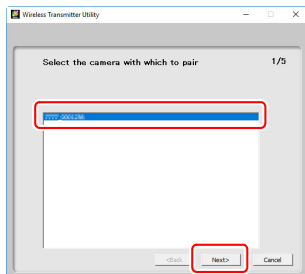 Wireless Transmitter Utility
Select the camera with which to pair
1/5
<Back
Next>
Cancel